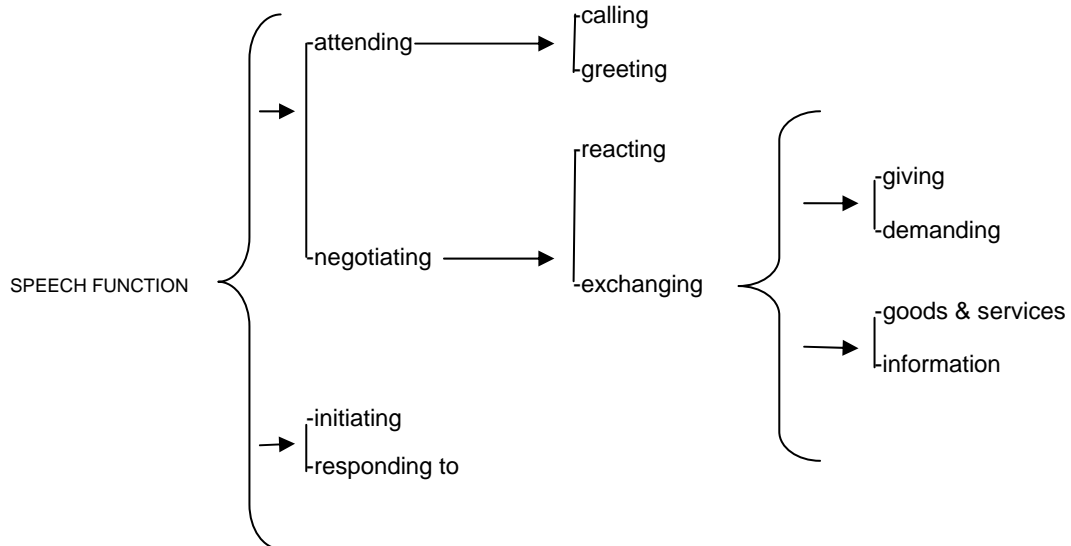 -calling
-attending
-greeting
-reacting
-giving
-demanding
-negotiating
SPEECH FUNCTION
-exchanging
-goods & services
-information
-initiating
-responding to